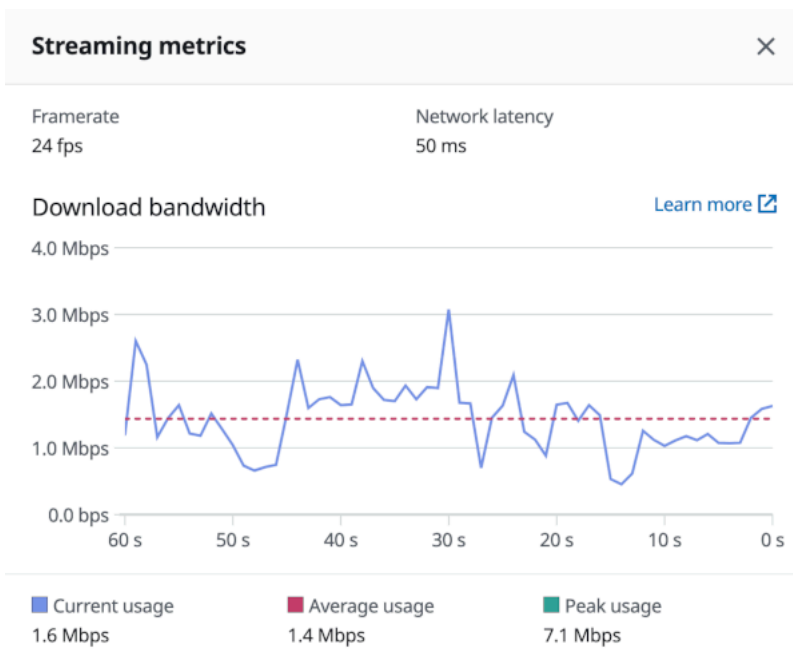 Streaming metrics
Framerate
Network latency
24 fps
50 ms
Download bandwidth
Learn more
4.0 Mbps
3.0 Mbps
2.0 Mbps
1.0 Mbps
0.0 bps
60 s 50 s 40 s 30 s 20 s 10 s 0 s
Current usage
Average usage
Peak usage
1.6 Mbps
1.4 Mbps
7.1 Mbps